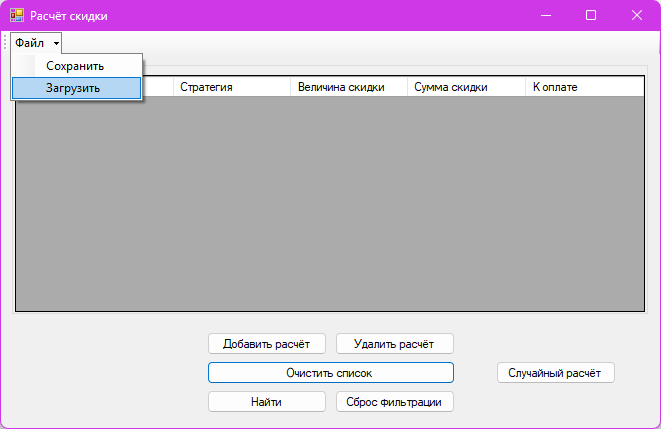 Расчёт скидки
Файл
Сохранить
Загрузить
Стратегия Величина скидки Сумма скидки К оплате
Добавить расчёт Удалить расчёт
Очистить список Случайный расчёт
Найти Сброс фильтрации